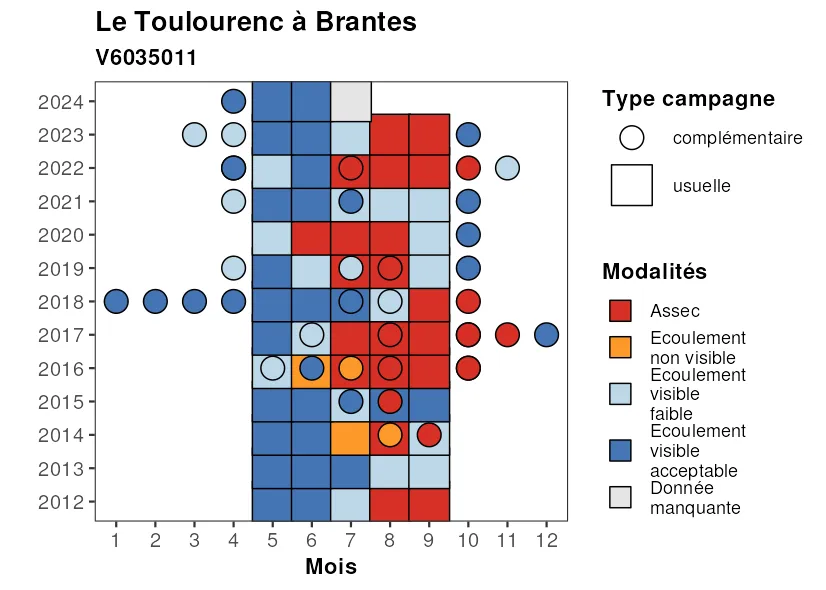 Le Toulourenc à Brantes
V6035011
2024
2023
2022
2021
2020
2019
2018
2017
2016
2015
2014
2013
2012
1 2 3 4 5 6 7 8 9 10 11 12
Mois
Type campagne
complémentaire
usuelle
Modalités
Assec
Ecoulement
non visible
Ecoulement
visible
faible
Ecoulement
visible
acceptable
Donnée
manquante